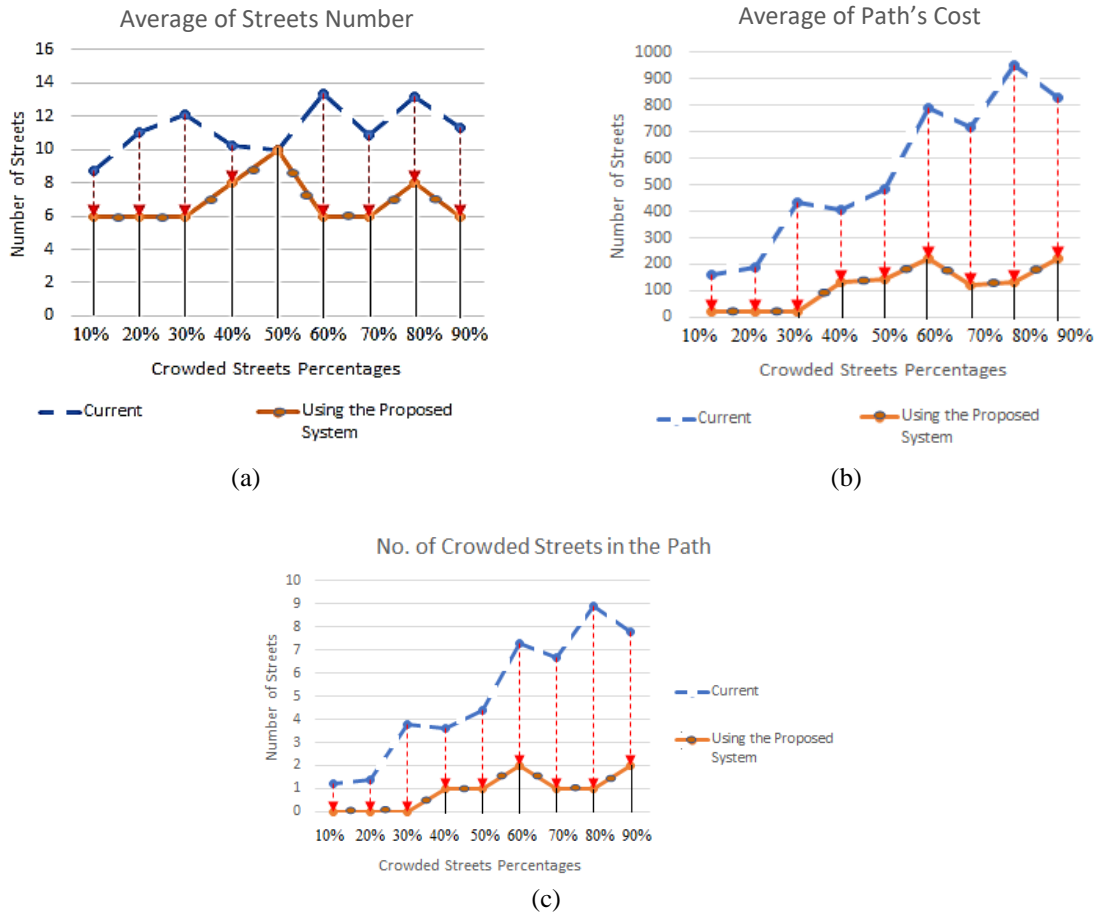 Average of Streets Number
16
14
12
10
8
6
4
2
0
Number of Streets
10% 20% 30% 40% 50% 60% 70% 80% 90%
Crowded Streets Percentages
Current
Using the Proposed
System
(a)
Average of Path's Cost
1000
900
800
700
600
500
400
300
200
100
0
Number of Streets
10% 20% 30% 40% 50% 60% 70% 80% 90%
Crowded Streets Percentages
Current
Using the Proposed
System
(b)
No. of Crowded Streets in the Path
10
9
8
7
6
5
4
3
2
1
0
Number of Streets
10% 20% 30% 40% 50% 60% 70% 80% 90%
Crowded Streets Percentages
Current
Using the Proposed
System
(c)